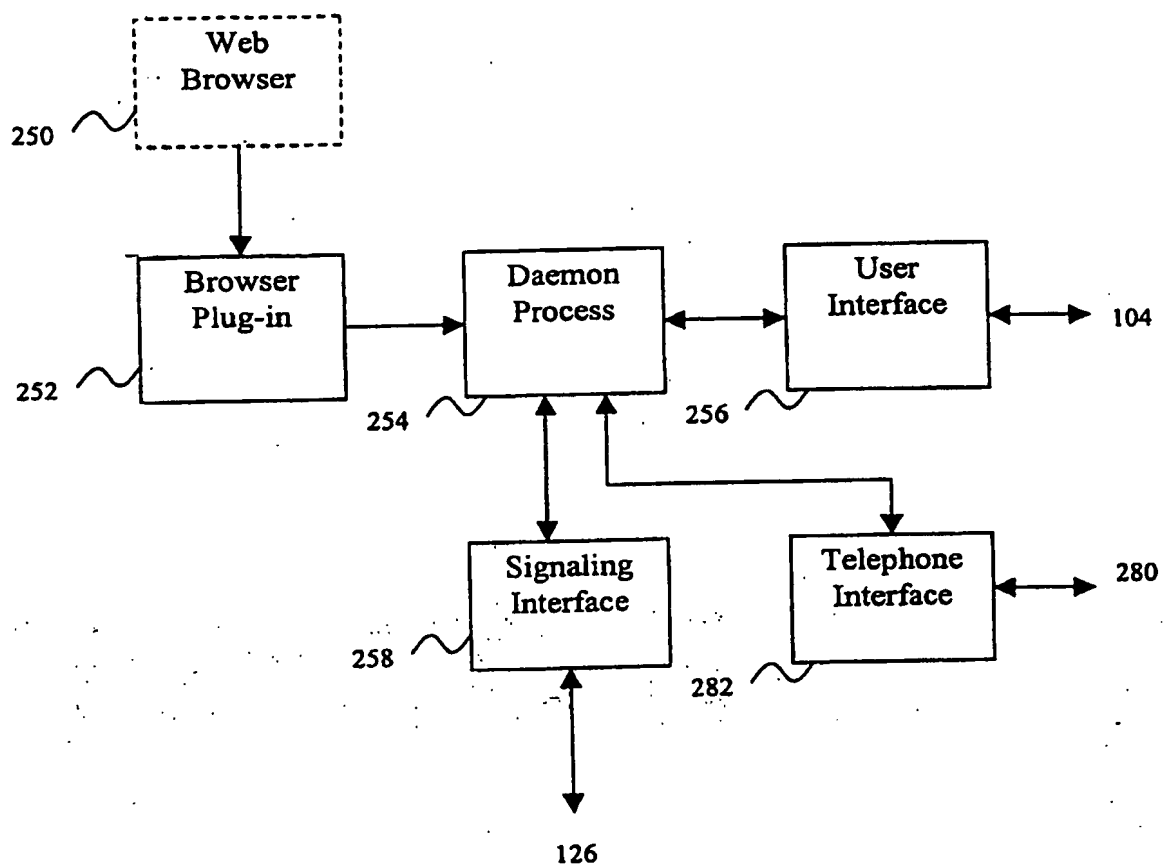 Web
Browser
250
Browser
Plug-in
252
Daemon
Process
254
User
Interface
256
104
Signaling
Interface
258
Telephone
Interface
282
280
126